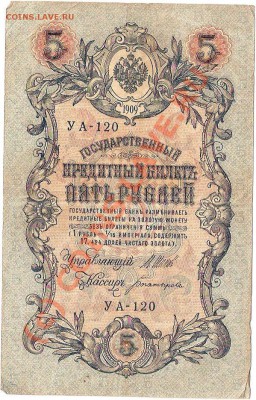 COINS.LAVE.RU
5 5
1909
УА-120
ГОСУДАРСТВЕННЫЙ
КРЕДИТНЫЙ БИЛЕТЪ
ПЯТЬ РУБЛЕЙ
ГОСУДАРСТВЕННЫЙ БАНКЪ РАЗМѢНИВАЕТЪ
КРЕДИТНЫЕ БИЛЕТЫ НА ЗОЛОТУЮ МОНЕТУ
БЕЗЪ ОГРАНИЧЕНІЯ СУММЫ
(1 РУБЛЬ = 1/15 ИМПЕРІАЛА, СОДЕРЖИТЪ
17,424 ДОЛЕЙ ЧИСТАГО ЗОЛОТА).
Управляющій
Кассиръ
УА-120
5